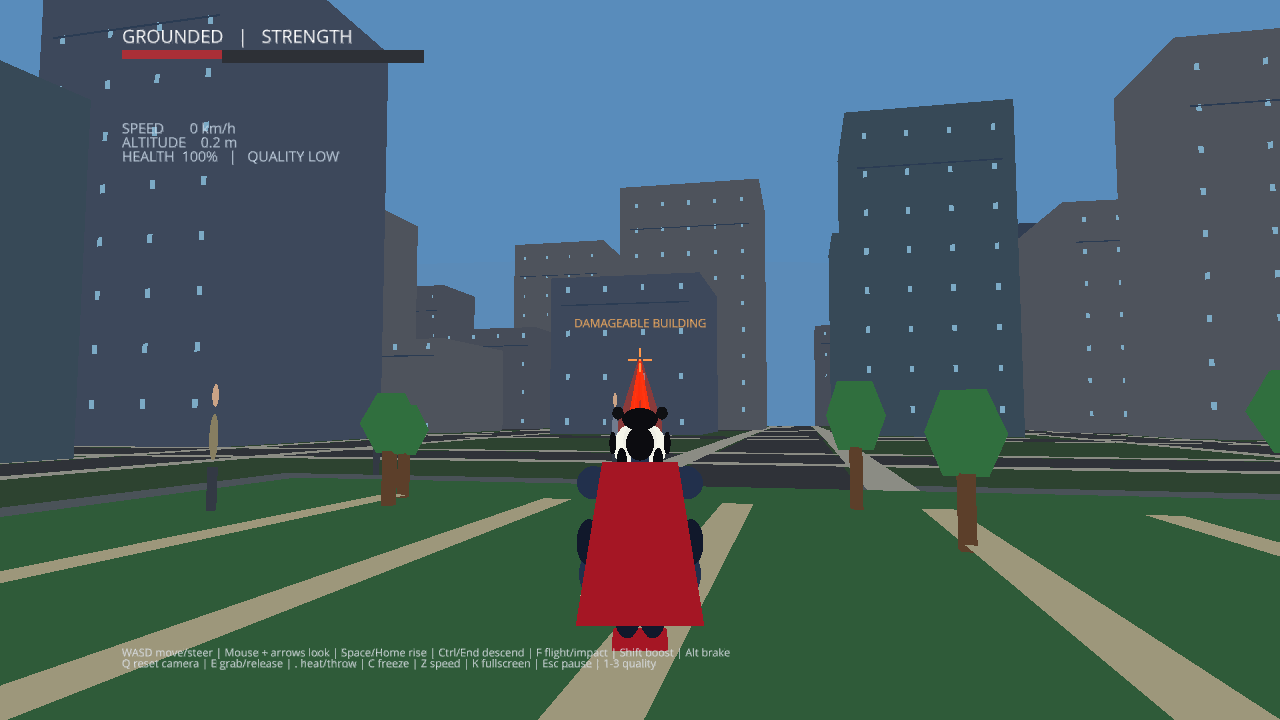 GROUNDED | STRENGTH
SPEED 0 km/h
ALTITUDE 0.2 m
HEALTH 100% | QUALITY LOW
DAMAGEABLE BUILDING
WASD move/steer | Mouse + arrows look | Space/Home rise | Ctrl/End descend | F flight/impact | Shift boost | Alt brake
Q reset camera | E grab/release | . heat/throw | C freeze | Z speed | K fullscreen | Esc pause | 1-3 quality